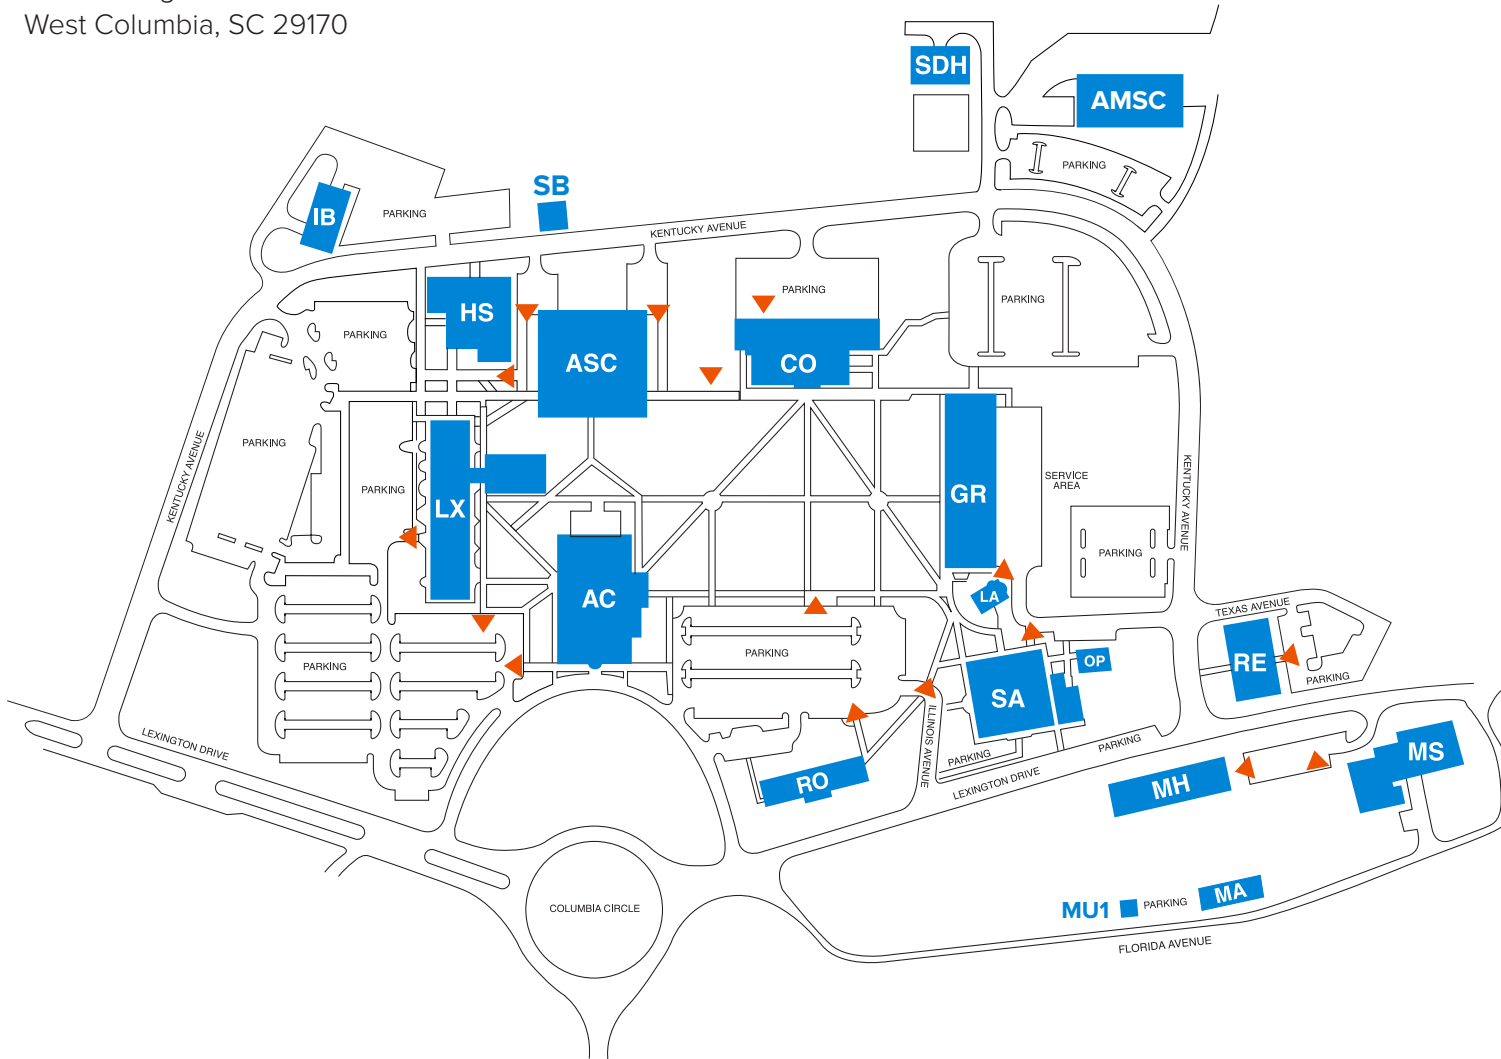 West Columbia, SC 29170
SDH
AMSC
PARKING
SB
IB
PARKING
KENTUCKY AVENUE
PARKING
PARKING
HS
PARKING
ASC
CO
PARKING
KENTUCKY AVENUE
PARKING
LX
GR
SERVICE
AREA
KENTUCKY AVENUE
PARKING
AC
LA
TEXAS AVENUE
PARKING
PARKING
OP
RE
PARKING
SA
ILLINOIS AVENUE
LEXINGTON DRIVE
PARKING
PARKING
MS
RO
LEXINGTON DRIVE
MH
COLUMBIA CIRCLE
MU1
PARKING
MA
FLORIDA AVENUE